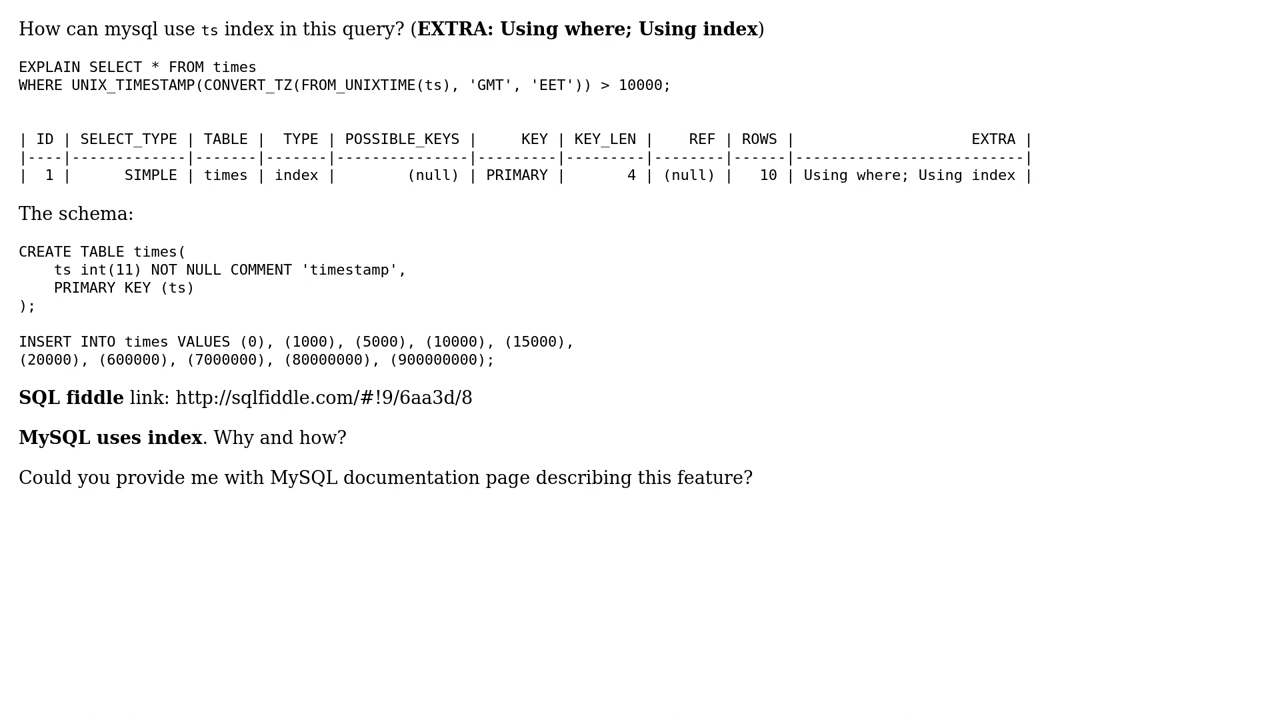 How can mysql use ts index in this query? (EXTRA: Using where; Using index)
EXPLAIN SELECT * FROM times
WHERE UNIX_TIMESTAMP(CONVERT_TZ(FROM_UNIXTIME(ts), 'GMT', 'EET')) > 10000;
| ID | SELECT_TYPE | TABLE |  TYPE | POSSIBLE_KEYS |     KEY | KEY_LEN |    REF | ROWS |                    EXTRA |
|----|-------------|-------|-------|---------------|---------|---------|--------|------|--------------------------|
|  1 |      SIMPLE | times | index |        (null) | PRIMARY |       4 | (null) |   10 | Using where; Using index |
The schema:
CREATE TABLE times(
    ts int(11) NOT NULL COMMENT 'timestamp',
    PRIMARY KEY (ts)
);
INSERT INTO times VALUES (0), (1000), (5000), (10000), (15000),
(20000), (600000), (7000000), (80000000), (900000000);
SQL fiddle link: http://sqlfiddle.com/#!9/6aa3d/8
MySQL uses index. Why and how?
Could you provide me with MySQL documentation page describing this feature?